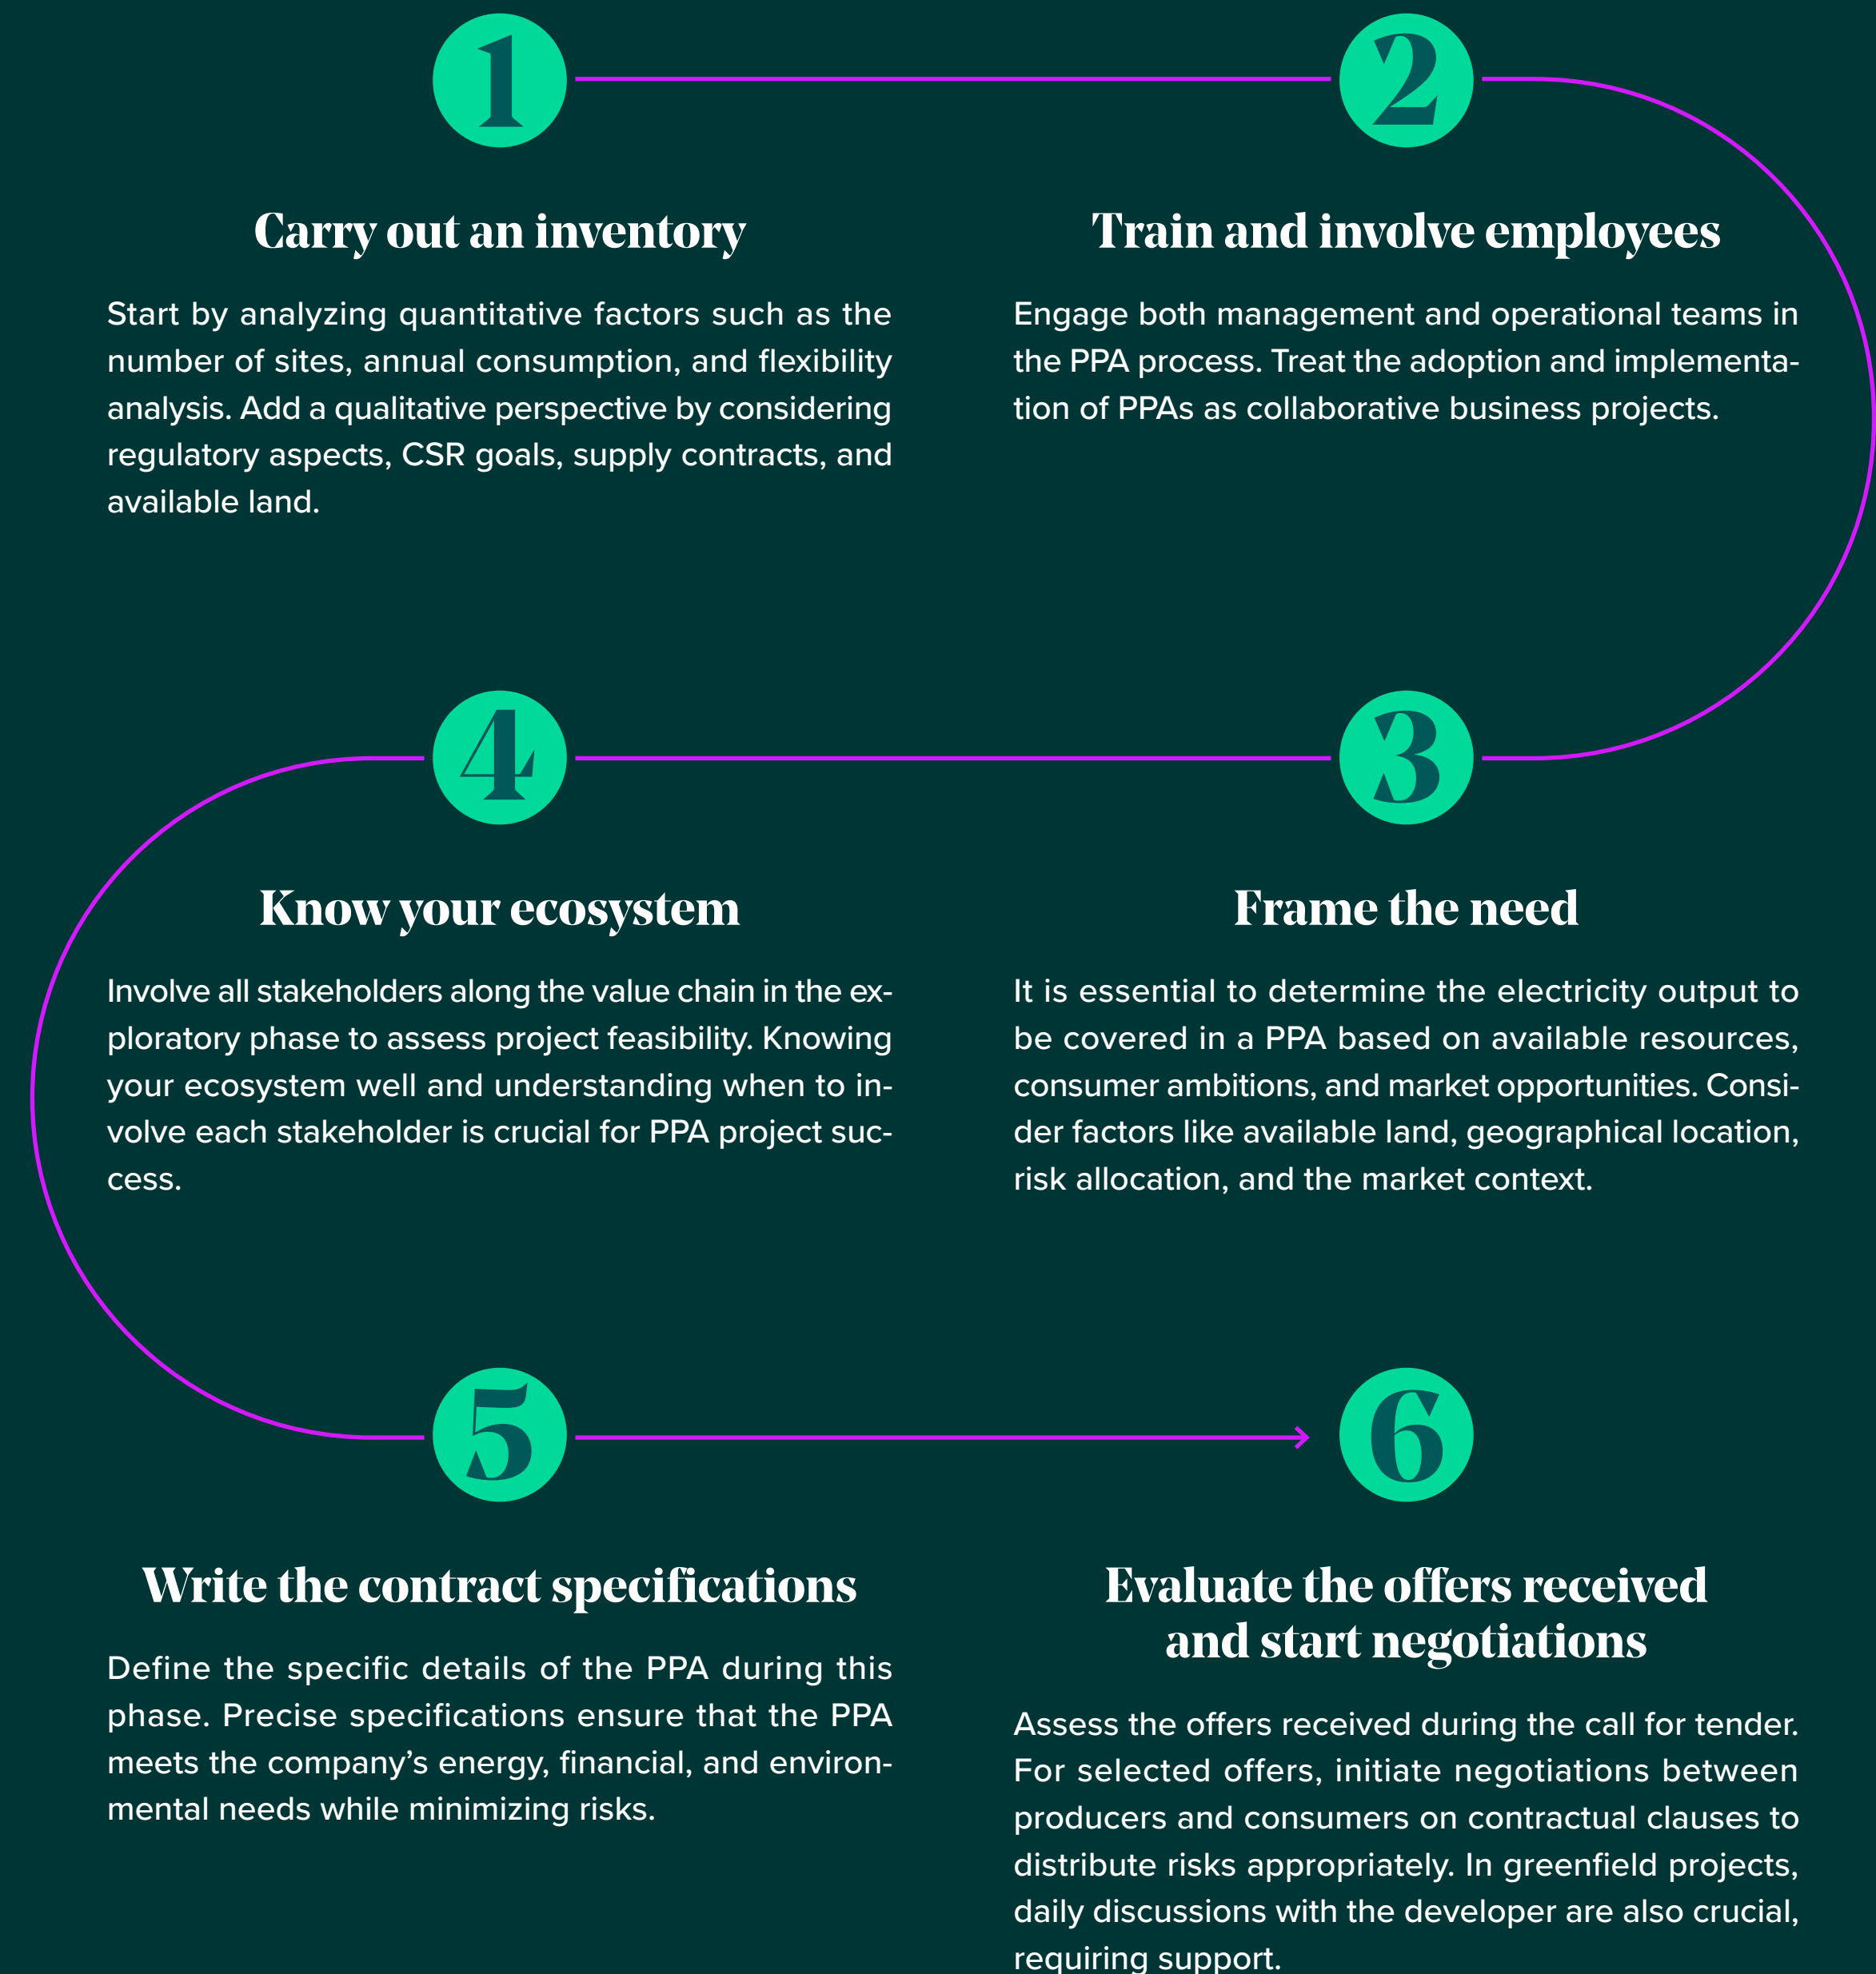 1
Carry out an inventory
Start by analyzing quantitative factors such as the
number of sites, annual consumption, and flexibility
analysis. Add a qualitative perspective by considering
regulatory aspects, CSR goals, supply contracts, and
available land.
2
Train and involve employees
Engage both management and operational teams in
the PPA process. Treat the adoption and implementa-
tion of PPAs as collaborative business projects.
3
Frame the need
It is essential to determine the electricity output to
be covered in a PPA based on available resources,
consumer ambitions, and market opportunities. Consi-
der factors like available land, geographical location,
risk allocation, and the market context.
4
Know your ecosystem
Involve all stakeholders along the value chain in the ex-
ploratory phase to assess project feasibility. Knowing
your ecosystem well and understanding when to in-
volve each stakeholder is crucial for PPA project suc-
cess.
5
Write the contract specifications
Define the specific details of the PPA during this
phase. Precise specifications ensure that the PPA
meets the company’s energy, financial, and environ-
mental needs while minimizing risks.
6
Evaluate the offers received
and start negotiations
Assess the offers received during the call for tender.
For selected offers, initiate negotiations between
producers and consumers on contractual clauses to
distribute risks appropriately. In greenfield projects,
daily discussions with the developer are also crucial,
requiring support.